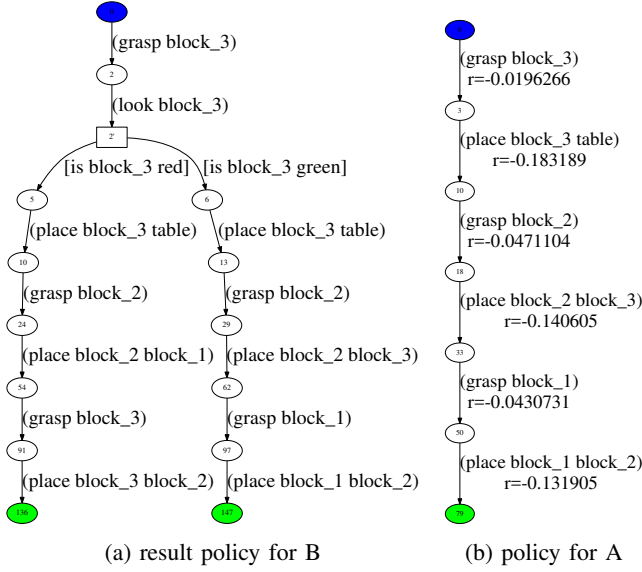 (grasp block_3)
2
(look block_3)
2'
[is block_3 red]
[is block_3 green]
5
6
(place block_3 table)
(place block_3 table)
10
13
(grasp block_2)
(grasp block_2)
24
29
(place block_2 block_1)
(place block_2 block_3)
54
62
(grasp block_3)
(grasp block_1)
91
97
(place block_3 block_2)
(place block_1 block_2)
136
147
(a) result policy for B
(grasp block_3)
r=-0.0196266
3
(place block_3 table)
r=-0.183189
10
(grasp block_2)
r=-0.0471104
18
(place block_2 block_3)
r=-0.140605
33
(grasp block_1)
r=-0.0430731
50
(place block_1 block_2)
r=-0.131905
79
(b) policy for A